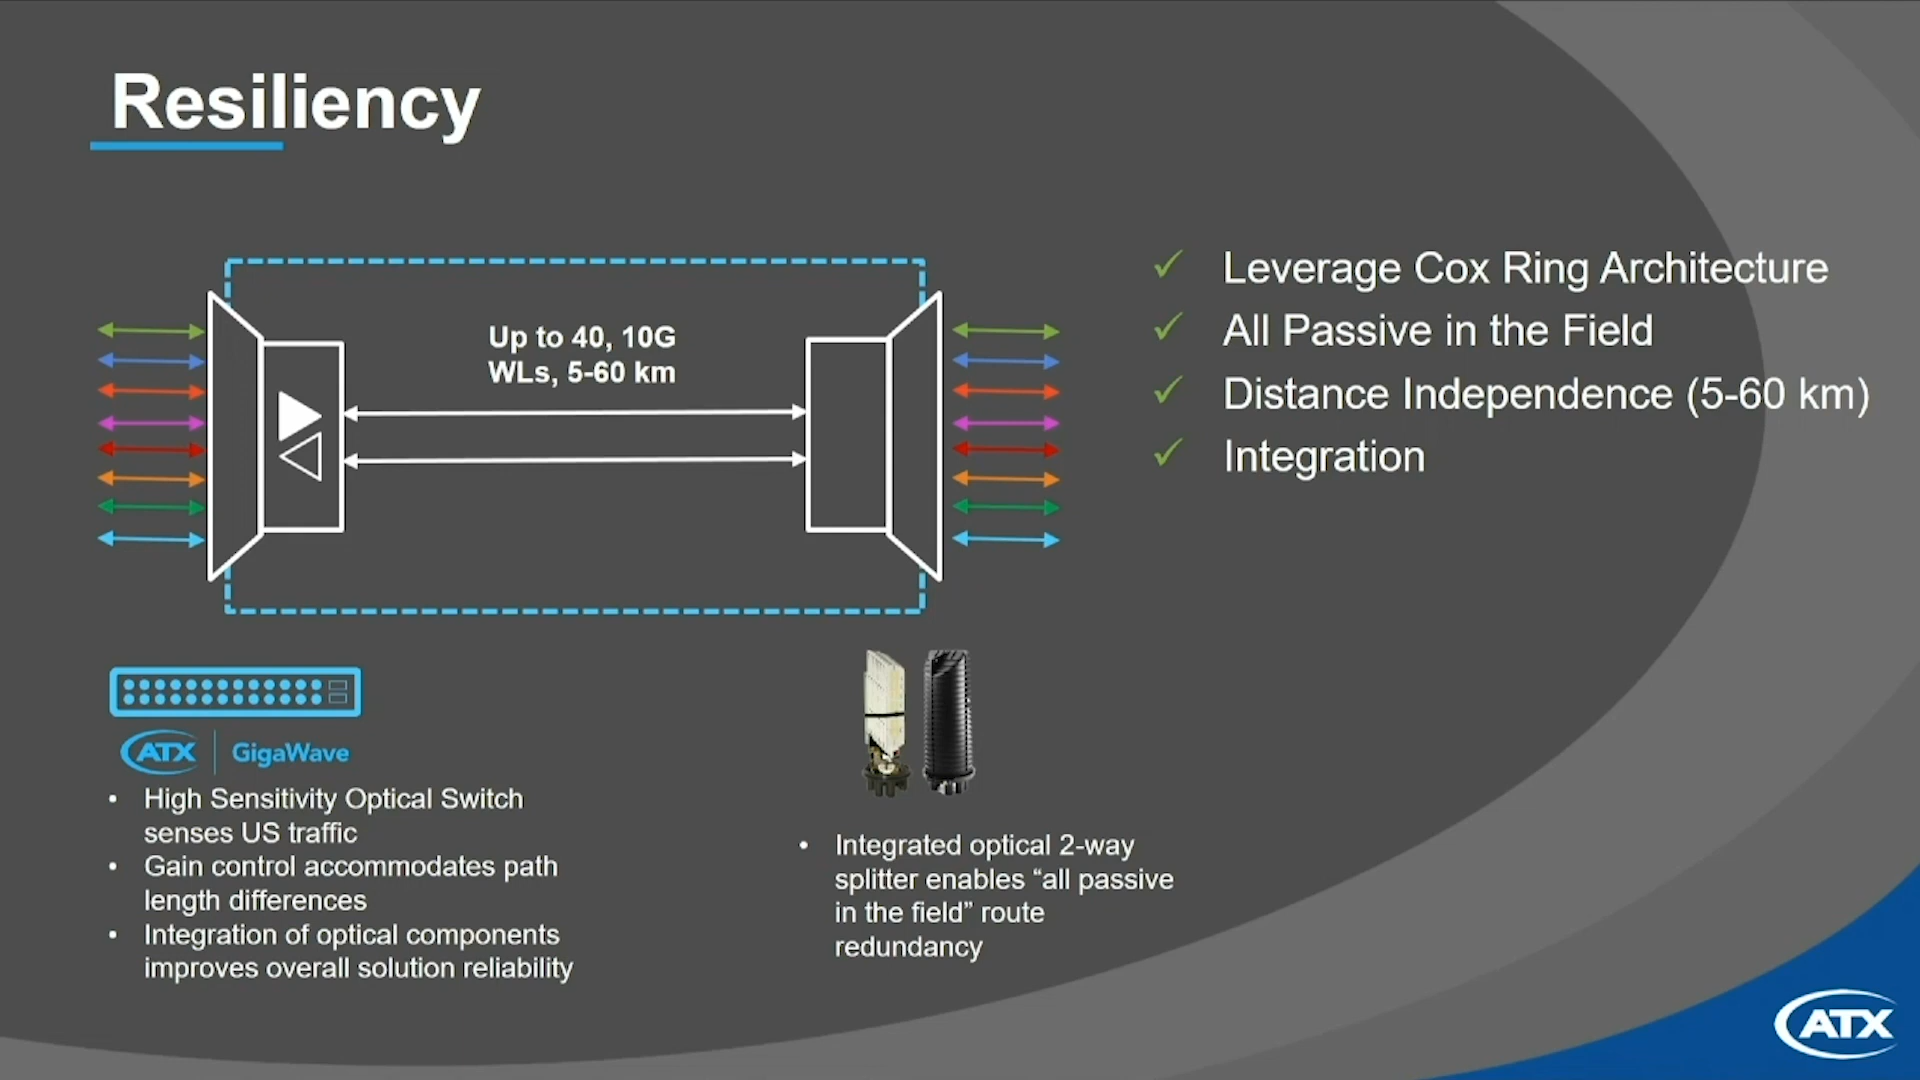 Resiliency
Up to 40, 10G
WLs, 5-60 km
✓ Leverage Cox Ring Architecture
✓ All Passive in the Field
✓ Distance Independence (5-60 km)
✓ Integration
ATX | GigaWave
• High Sensitivity Optical Switch
senses US traffic
• Gain control accommodates path
length differences
• Integration of optical components
improves overall solution reliability
• Integrated optical 2-way
splitter enables “all passive
in the field” route
redundancy
ATX